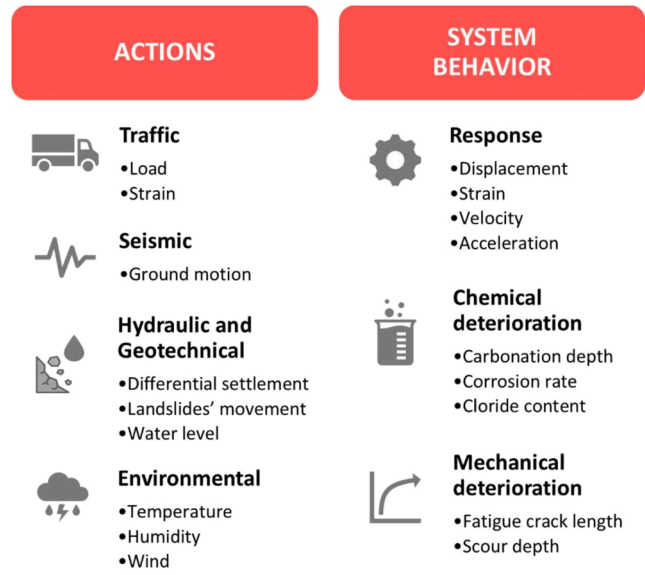 ACTIONS
Traffic
•Load
•Strain
Seismic
•Ground motion
Hydraulic and
Geotechnical
•Differential settlement
•Landslides' movement
•Water level
Environmental
•Temperature
•Humidity
•Wind
SYSTEM
BEHAVIOR
Response
•Displacement
•Strain
•Velocity
•Acceleration
Chemical
deterioration
•Carbonation depth
•Corrosion rate
•Cloride content
Mechanical
deterioration
•Fatigue crack length
•Scour depth